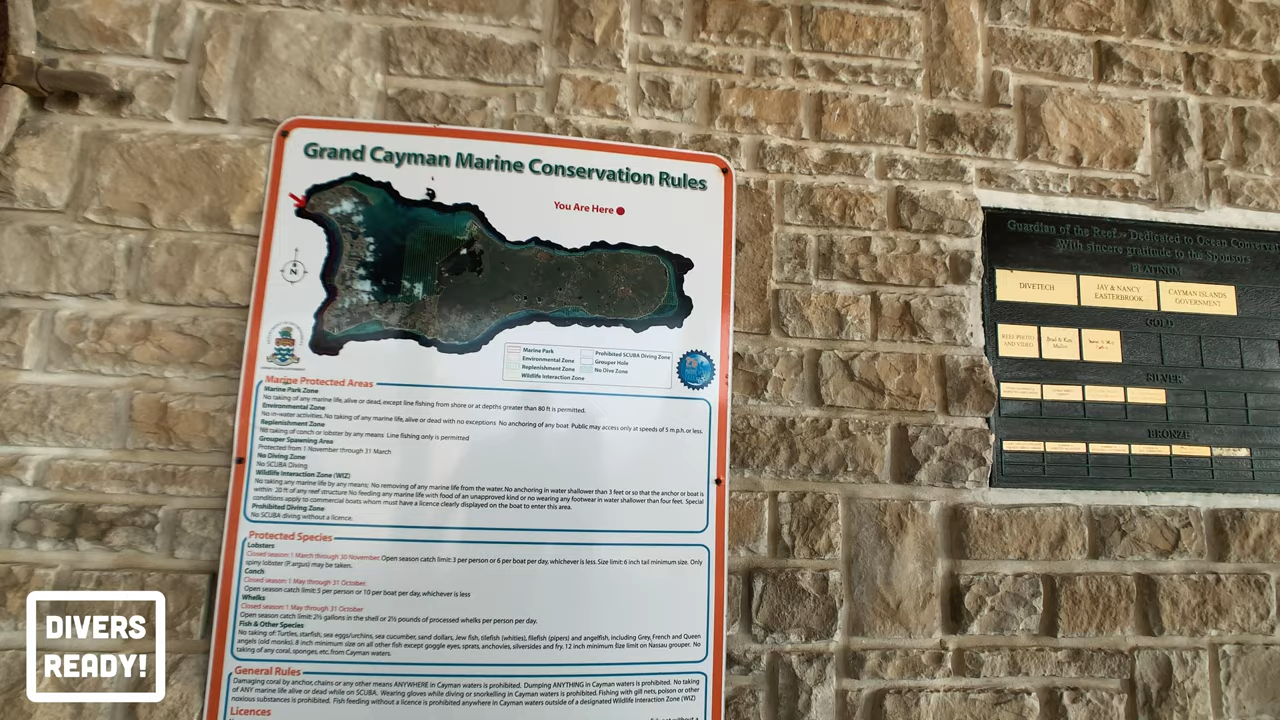 Grand Cayman Marine Conservation Rules
You Are Here
N
Marine Park
Environmental Zone
Replenishment Zone
Wildlife Interaction Zone
Prohibited SCUBA Diving Zone
Grouper Hole
No Dive Zone
Marine Protected Areas
Marine Park Zone
No taking of any marine life, alive or dead, except line fishing from shore or at depths greater than 80 ft is permitted.
Environmental Zone
No in-water activities, No taking of any marine life, alive or dead with no exceptions No anchoring of any boat Public may access only at speeds of 5 m.p.h. or less.
Replenishment Zone
No taking of conch or lobster by any means Line fishing only is permitted
Grouper Spawning Area
Protected from 1 November through 31 March
No Diving Zone
No SCUBA Diving
Wildlife Interaction Zone (WIZ)
No taking any marine life by any means; No removing of any marine life from the water. No anchoring in water shallower than 3 feet or so that the anchor or boat is
within 20 ft of any reef structure No feeding any marine life with food of an unapproved kind or no wearing any footwear in water shallower than four feet. Special
conditions apply to commercial boats whom must have a licence clearly displayed on the boat to enter this area.
Prohibited Diving Zone
No SCUBA diving without a licence.
Protected Species
Lobsters
Closed season: 1 March through 30 November. Open season catch limit: 3 per person or 6 per boat per day, whichever is less. Size limit: 6 inch tail minimum size. Only
spiny lobster (P.argus) may be taken.
Conch
Closed season: 1 May through 31 October.
Open season catch limit: 5 per person or 10 per boat per day, whichever is less
Whelks
Closed season: 1 May through 31 October
Open season catch limit: 2½ gallons in the shell or 2½ pounds of processed whelks per person per day.
Fish & Other Species
No taking of: Turtles, starfish, sea eggs/urchins, sea cucumber, sand dollars, Jew fish, tilefish (whities), filefish (pipers) and angelfish, including Grey, French and Queen
angels (old monks). 8 inch minimum size on all other fish except goggle eyes, sprats, anchovies, silversides and fry. 12 inch minimum size limit on Nassau grouper. No
taking of any coral, sponges, etc. from Cayman waters.
General Rules
Damaging coral by anchor, chains or any other means ANYWHERE in Cayman waters is prohibited. Dumping ANYTHING in Cayman waters is prohibited. No taking
of ANY marine life alive or dead while on SCUBA. Wearing gloves while diving or snorkelling in Cayman waters is prohibited. Fishing with gill nets, poison or other
noxious substances is prohibited. Fish feeding without a licence is prohibited anywhere in Cayman waters outside of a designated Wildlife Interaction Zone (WIZ)
Licences
Guardian of the Reef - Dedicated to Ocean
With sincere gratitude to the Sponsors
PLATINUM
DIVETECH
JAY & NANCY
EASTERBROOK
CAYMAN ISLANDS
GOVERNMENT
GOLD
REEF PHOTO
AND VIDEO
SILVER
BRONZE
DIVERS
READY!